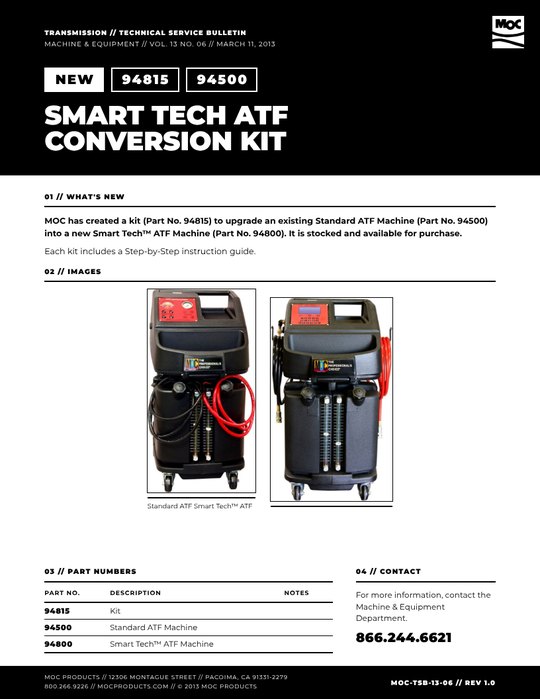 TRANSMISSION // TECHNICAL SERVICE BULLETIN
MACHINE & EQUIPMENT // VOL. 13 NO. 06 // MARCH 11, 2013
MOC
NEW 94815 94500
SMART TECH ATF
CONVERSION KIT
01 // WHAT'S NEW
MOC has created a kit (Part No. 94815) to upgrade an existing Standard ATF Machine (Part No. 94500)
into a new Smart Tech™ ATF Machine (Part No. 94800). It is stocked and available for purchase.
Each kit includes a Step-by-Step instruction guide.
02 // IMAGES
THE
PROFESSIONAL'S
CHOICE
THE
PROFESSIONAL'S
CHOICE
Standard ATF Smart Tech™ ATF
03 // PART NUMBERS
PART NO. DESCRIPTION NOTES
94815 Kit
94500 Standard ATF Machine
94800 Smart Tech™ ATF Machine
04 // CONTACT
For more information, contact the
Machine & Equipment
Department.
866.244.6621
MOC PRODUCTS // 12306 MONTAGUE STREET // PACOIMA, CA 91331-2279
800.266.9226 // MOCPRODUCTS.COM // © 2013 MOC PRODUCTS
MOC-TSB-13-06 // REV 1.0